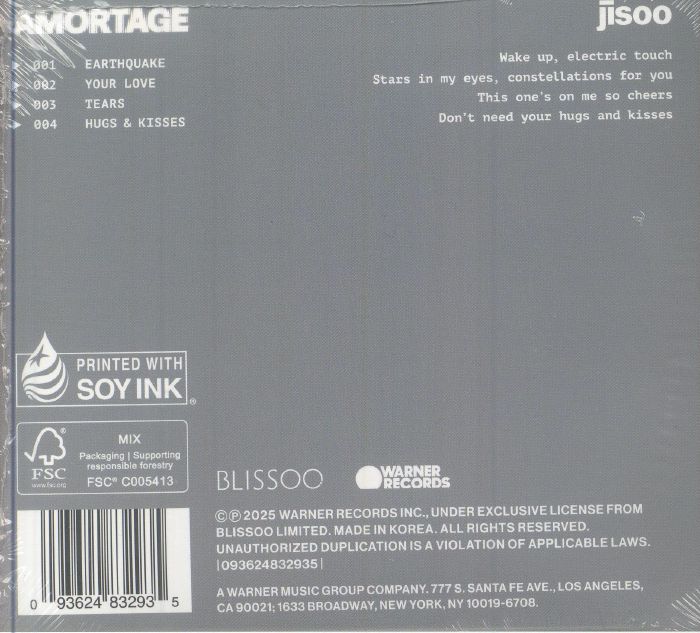 AMORTAGE
jisoo
001 EARTHQUAKE
002 YOUR LOVE
003 TEARS
004 HUGS & KISSES
Wake up, electric touch
Stars in my eyes, constellations for you
This one's on me so cheers
Don't need your hugs and kisses
PRINTED WITH
SOY INK®
FSC®
www.fsc.org
MIX
Packaging | Supporting
responsible forestry
FSC® C005413
BLISSOO
WARNER
RECORDS
©℗ 2025 WARNER RECORDS INC., UNDER EXCLUSIVE LICENSE FROM
BLISSOO LIMITED. MADE IN KOREA. ALL RIGHTS RESERVED.
UNAUTHORIZED DUPLICATION IS A VIOLATION OF APPLICABLE LAWS.
|093624832935|
A WARNER MUSIC GROUP COMPANY. 777 S. SANTA FE AVE., LOS ANGELES,
CA 90021; 1633 BROADWAY, NEW YORK, NY 10019-6708.
0 93624 83293 5